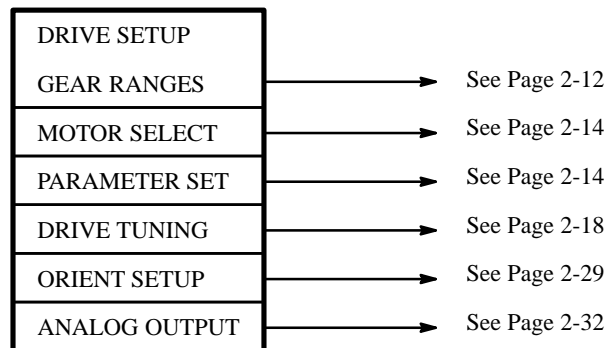 DRIVE SETUP
GEAR RANGES See Page 2-12
MOTOR SELECT See Page 2-14
PARAMETER SET See Page 2-14
DRIVE TUNING See Page 2-18
ORIENT SETUP See Page 2-29
ANALOG OUTPUT See Page 2-32